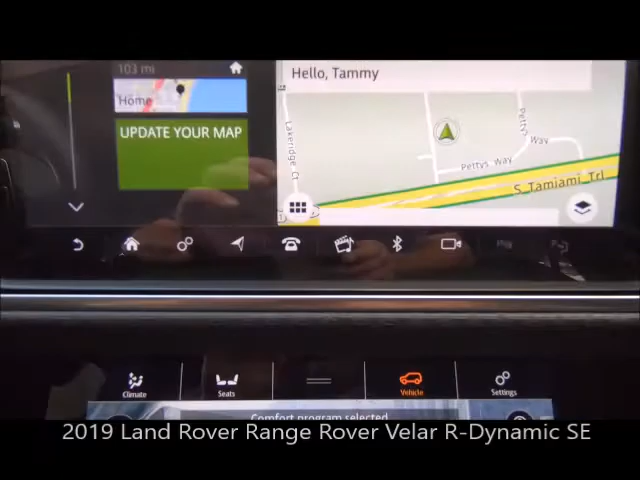 103 mi
Hello, Tammy
Home
UPDATE YOUR MAP
Lakeridge Ct
Pettys Way
Pettys Way
S Tamiami Trl
Climate
Seats
Vehicle
Settings
Comfort program selected
2019 Land Rover Range Rover Velar R-Dynamic SE